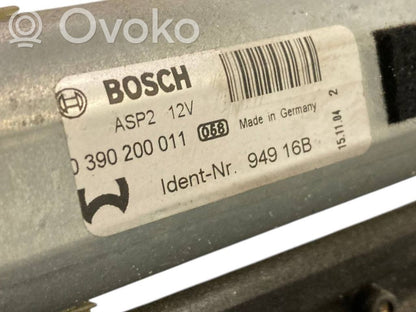 Ovoko
BOSCH
ASP2 12V
0 390 200 011 068 Made in Germany
Ident-Nr. 949 16B
15.11.04 2